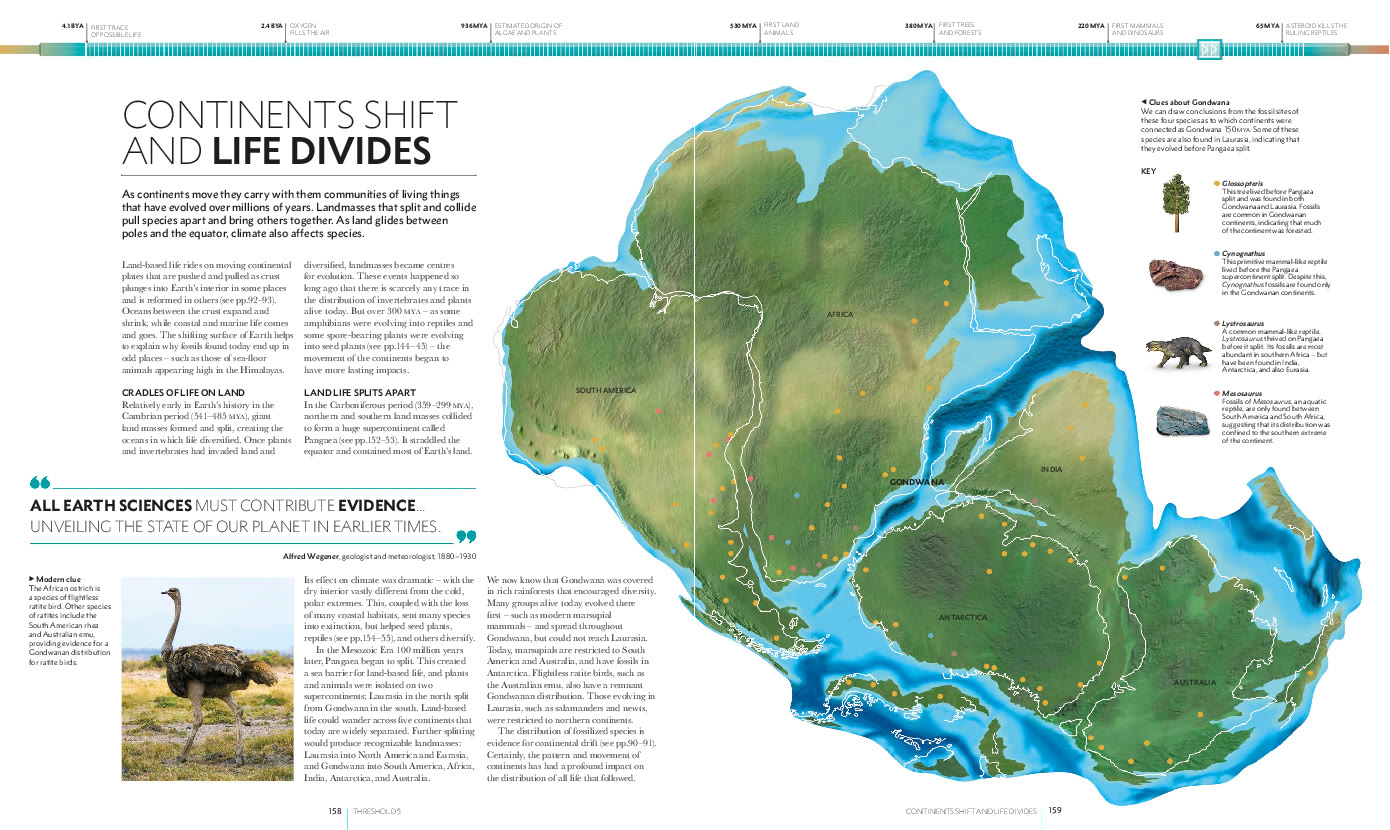 4.1 BYA
FIRST TRACE
OF POSSIBLE LIFE
2.4 BYA
OXYGEN
FILLS THE AIR
936 MYA
ESTIMATED ORIGIN OF
ALGAE AND PLANTS
530 MYA
FIRST LAND
ANIMALS
380 MYA
FIRST TREES
AND FORESTS
220 MYA
FIRST MAMMALS
AND DINOSAURS
65 MYA
ASTEROID KILLS THE
RULING REPTILES
CONTINENTS SHIFT
AND LIFE DIVIDES
As continents move they carry with them communities of living things
that have evolved over millions of years. Landmasses that split and collide
pull species apart and bring others together. As land glides between
poles and the equator, climate also affects species.
Land-based life rides on moving continental
plates that are pushed and pulled as crust
plunges into Earth's interior in some places
and is reformed in others (see pp.92–93).
Oceans between the crust expand and
shrink, while coastal and marine life comes
and goes. The shifting surface of Earth helps
to explain why fossils found today end up in
odd places – such as those of sea-floor
animals appearing high in the Himalayas.
CRADLES OF LIFE ON LAND
Relatively early in Earth's history in the
Cambrian period (541–485 MYA), giant
land masses formed and split, creating the
oceans in which life diversified. Once plants
and invertebrates had invaded land and
diversified, landmasses became centres
for evolution. These events happened so
long ago that there is scarcely any trace in
the distribution of invertebrates and plants
alive today. But over 300 MYA – as some
amphibians were evolving into reptiles and
some spore-bearing plants were evolving
into seed plants (see pp.144–45) – the
movement of the continents began to
have more lasting impacts.
LAND LIFE SPLITS APART
In the Carboniferous period (359–299 MYA),
northern and southern land masses collided
to form a huge supercontinent called
Pangaea (see pp.152–53). It straddled the
equator and contained most of Earth's land.
“
ALL EARTH SCIENCES MUST CONTRIBUTE EVIDENCE...
UNVEILING THE STATE OF OUR PLANET IN EARLIER TIMES.
”
Alfred Wegener, geologist and meteorologist, 1880–1930
▶ Modern clue
The African ostrich is
a species of flightless
ratite bird. Other species
of ratites include the
South American rhea
and Australian emu,
providing evidence for a
Gondwanan distribution
for ratite birds.
Its effect on climate was dramatic – with the
dry interior vastly different from the cold,
polar extremes. This, coupled with the loss
of many coastal habitats, sent many species
into extinction, but helped seed plants,
reptiles (see pp.154–55), and others diversify.
In the Mesozoic Era 100 million years
later, Pangaea began to split. This created
a sea barrier for land-based life, and plants
and animals were isolated on two
supercontinents; Laurasia in the north split
from Gondwana in the south. Land-based
life could wander across five continents that
today are widely separated. Further splitting
would produce recognizable landmasses:
Laurasia into North America and Eurasia,
and Gondwana into South America, Africa,
India, Antarctica, and Australia.
We now know that Gondwana was covered
in rich rainforests that encouraged diversity.
Many groups alive today evolved there
first – such as modern marsupial
mammals – and spread throughout
Gondwana, but could not reach Laurasia.
Today, marsupials are restricted to South
America and Australia, and have fossils in
Antarctica. Flightless ratite birds, such as
the Australian emu, also have a remnant
Gondwanan distribution. Those evolving in
Laurasia, such as salamanders and newts,
were restricted to northern continents.
The distribution of fossilized species is
evidence for continental drift (see pp.90–91).
Certainly, the pattern and movement of
continents has had a profound impact on
the distribution of all life that followed.
AFRICA
SOUTH AMERICA
INDIA
GONDWANA
ANTARCTICA
AUSTRALIA
◀ Clues about Gondwana
We can draw conclusions from the fossil sites of
these four species as to which continents were
connected as Gondwana 150 MYA. Some of these
species are also found in Laurasia, indicating that
they evolved before Pangaea split.
KEY
Glossopteris
This tree lived before Pangaea
split and was found in both
Gondwana and Laurasia. Fossils
are common in Gondwanan
continents, indicating that much
of the continent was forested.
Cynognathus
This primitive mammal-like reptile
lived before the Pangaea
supercontinent split. Despite this,
Cynognathus fossils are found only
in the Gondwanan continents.
Lystrosaurus
A common mammal-like reptile,
Lystrosaurus thrived on Pangaea
before it split. Its fossils are most
abundant in southern Africa – but
have been found in India,
Antarctica, and also Eurasia.
Mesosaurus
Fossils of Mesosaurus, an aquatic
reptile, are only found between
South America and South Africa,
suggesting that its distribution was
confined to the southern extreme
of the continent.
158
THRESHOLD 5
CONTINENTS SHIFT AND LIFE DIVIDES
159